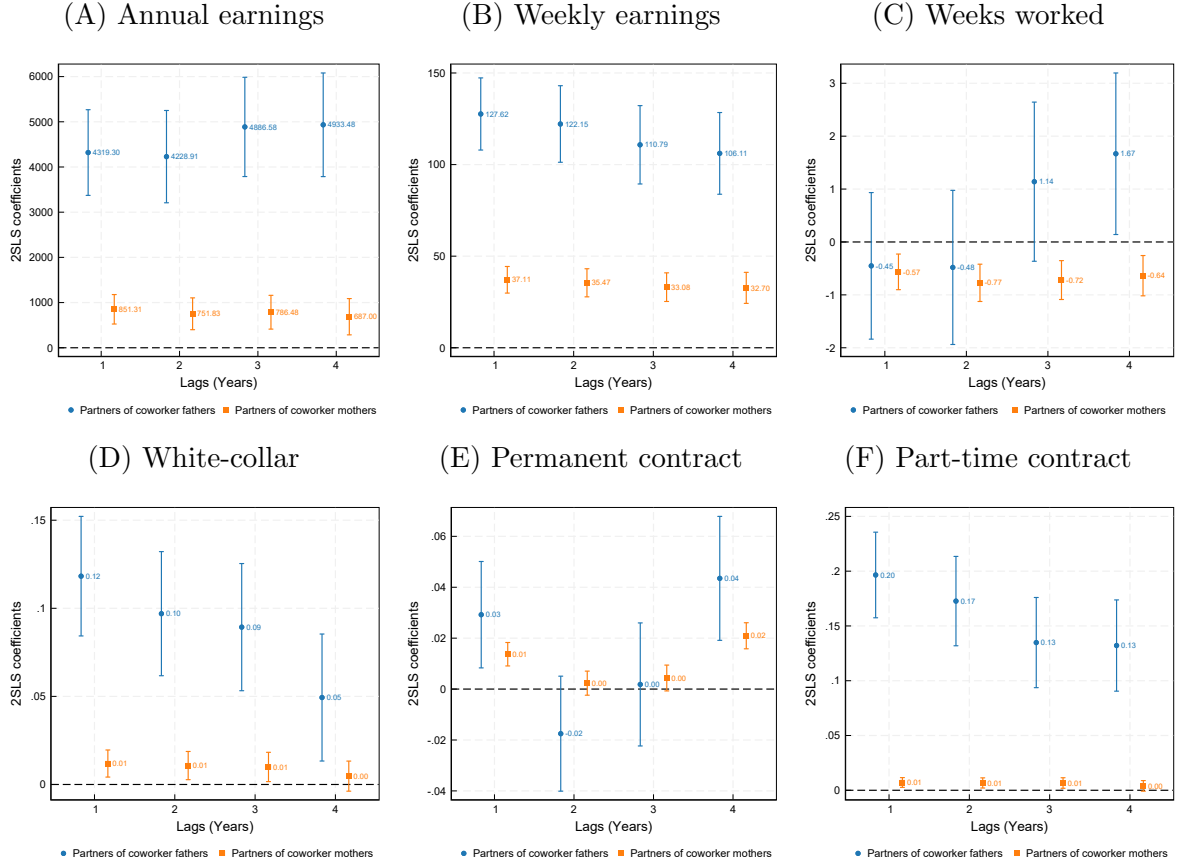 (A) Annual earnings
6000
5000
4000
3000
2000
1000
0
2SLS coefficients
4319.30
4228.91
4886.58
4933.48
851.31
751.83
786.48
687.00
1 2 3 4
Lags (Years)
Partners of coworker fathers Partners of coworker mothers
(B) Weekly earnings
150
100
50
0
2SLS coefficients
127.62
122.15
110.79
106.11
37.11
35.47
33.08
32.70
1 2 3 4
Lags (Years)
Partners of coworker fathers Partners of coworker mothers
(C) Weeks worked
3
2
1
0
-1
-2
2SLS coefficients
-0.45
-0.48
1.14
1.67
-0.57
-0.77
-0.72
-0.64
1 2 3 4
Lags (Years)
Partners of coworker fathers Partners of coworker mothers
(D) White-collar
.15
.1
.05
0
2SLS coefficients
0.12
0.10
0.09
0.05
0.01
0.01
0.01
0.00
1 2 3 4
Lags (Years)
Partners of coworker fathers Partners of coworker mothers
(E) Permanent contract
.06
.04
.02
0
-.02
-.04
2SLS coefficients
0.03
-0.02
0.00
0.04
0.01
0.00
0.00
0.02
1 2 3 4
Lags (Years)
Partners of coworker fathers Partners of coworker mothers
(F) Part-time contract
.25
.2
.15
.1
.05
0
2SLS coefficients
0.20
0.17
0.13
0.13
0.01
0.01
0.01
0.00
1 2 3 4
Lags (Years)
Partners of coworker fathers Partners of coworker mothers